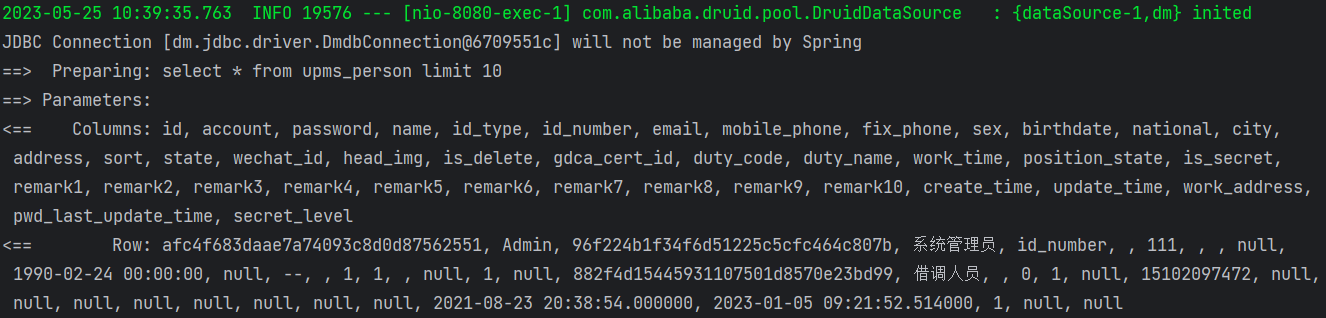 2023-05-25 10:39:35.763  INFO 19576 --- [nio-8080-exec-1] com.alibaba.druid.pool.DruidDataSource   : {dataSource-1,dm} inited
JDBC Connection [dm.jdbc.driver.DmdbConnection@6709551c] will not be managed by Spring
==>  Preparing: select * from upms_person limit 10
==> Parameters:
<==    Columns: id, account, password, name, id_type, id_number, email, mobile_phone, fix_phone, sex, birthdate, national, city,
address, sort, state, wechat_id, head_img, is_delete, gdca_cert_id, duty_code, duty_name, work_time, position_state, is_secret,
remark1, remark2, remark3, remark4, remark5, remark6, remark7, remark8, remark9, remark10, create_time, update_time, work_address,
pwd_last_update_time, secret_level
<==        Row: afc4f683daae7a74093c8d0d87562551, Admin, 96f224b1f34f6d51225c5cfc464c807b, 系统管理员, id_number, , 111, , , null,
1990-02-24 00:00:00, null, --, , 1, 1, , null, 1, null, 882f4d15445931107501d8570e23bd99, 借调人员, , 0, 1, null, 15102097472, null,
null, null, null, null, null, null, null, 2021-08-23 20:38:54.000000, 2023-01-05 09:21:52.514000, 1, null, null